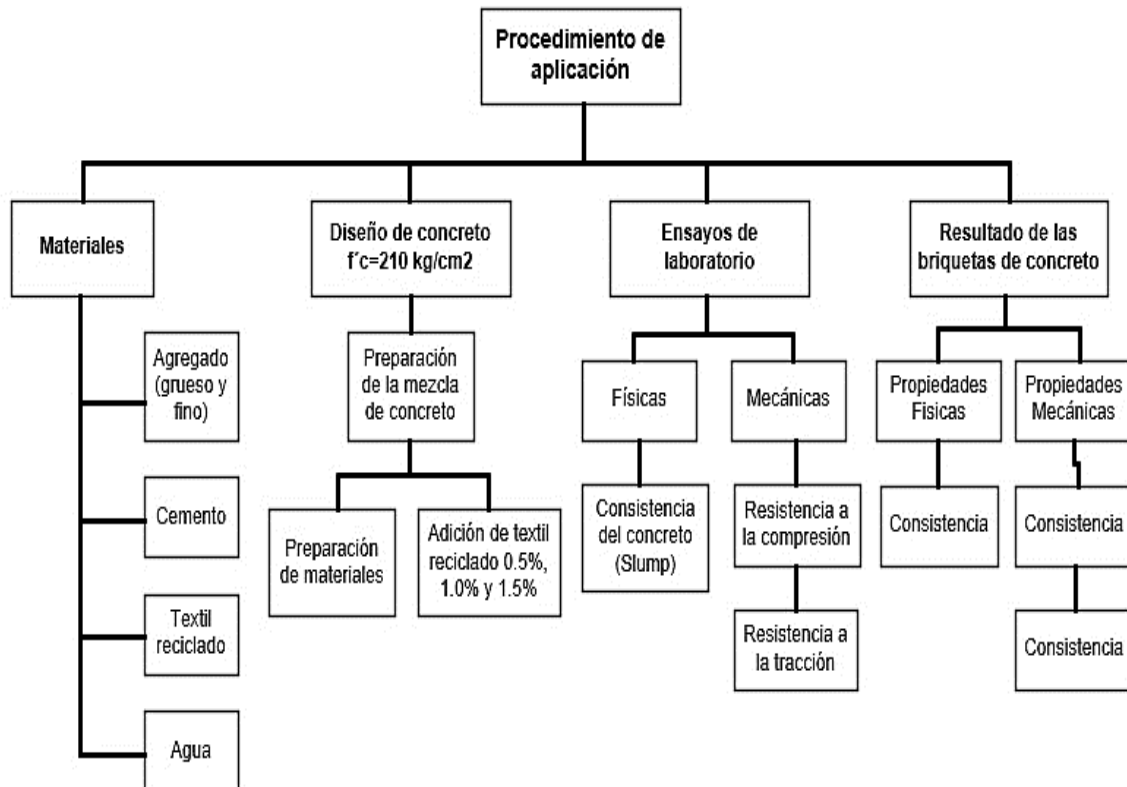 Procedimiento de
aplicación
Materiales
Diseño de concreto
f´c=210 kg/cm2
Ensayos de
laboratorio
Resultado de las
briquetas de concreto
Agregado
(grueso y
fino)
Cemento
Textil
reciclado
Agua
Preparación
de la mezcla
de concreto
Preparación
de materiales
Adición de textil
reciclado 0.5%,
1.0% y 1.5%
Físicas
Consistencia
del concreto
(Slump)
Mecánicas
Resistencia a
la compresión
Resistencia a
la tracción
Propiedades
Fisicas
Consistencia
Propiedades
Mecánicas
Consistencia
Consistencia